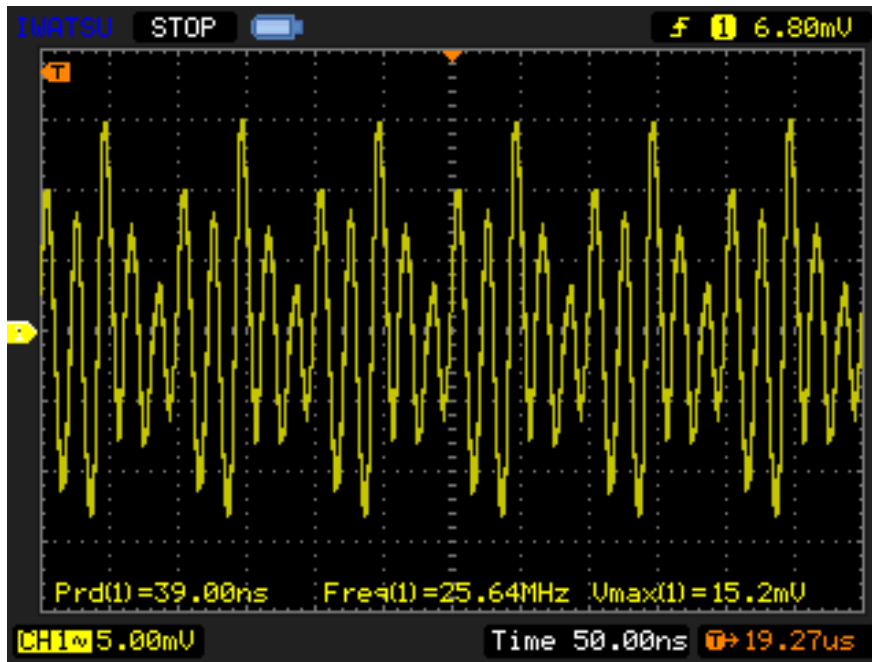 IWATSU STOP 1 6.80mV
T
1
Prd(1)=39.00ns Freq(1)=25.64MHz Vmax(1)=15.2mV
CH1~5.00mV Time 50.00ns T→19.27us